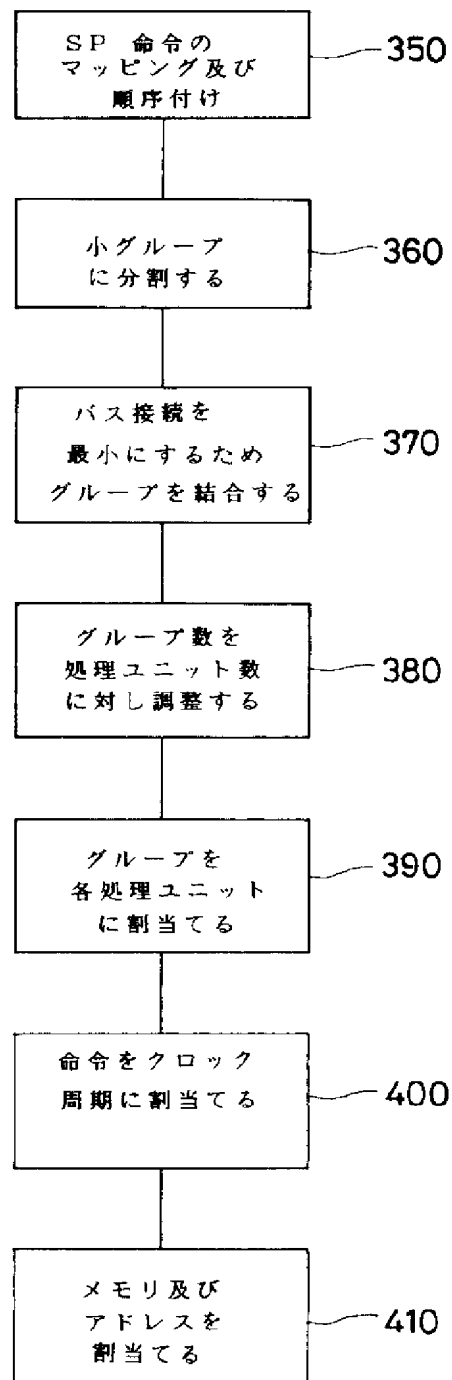 SP 命令の
マッピング及び
順序付け
350
小グループ
に分割する
360
バス接続を
最小にするため
グループを結合する
370
グループ数を
処理ユニット数
に対し調整する
380
グループを
各処理ユニット
に割当てる
390
命令をクロック
周期に割当てる
400
メモリ及び
アドレスを
割当てる
410